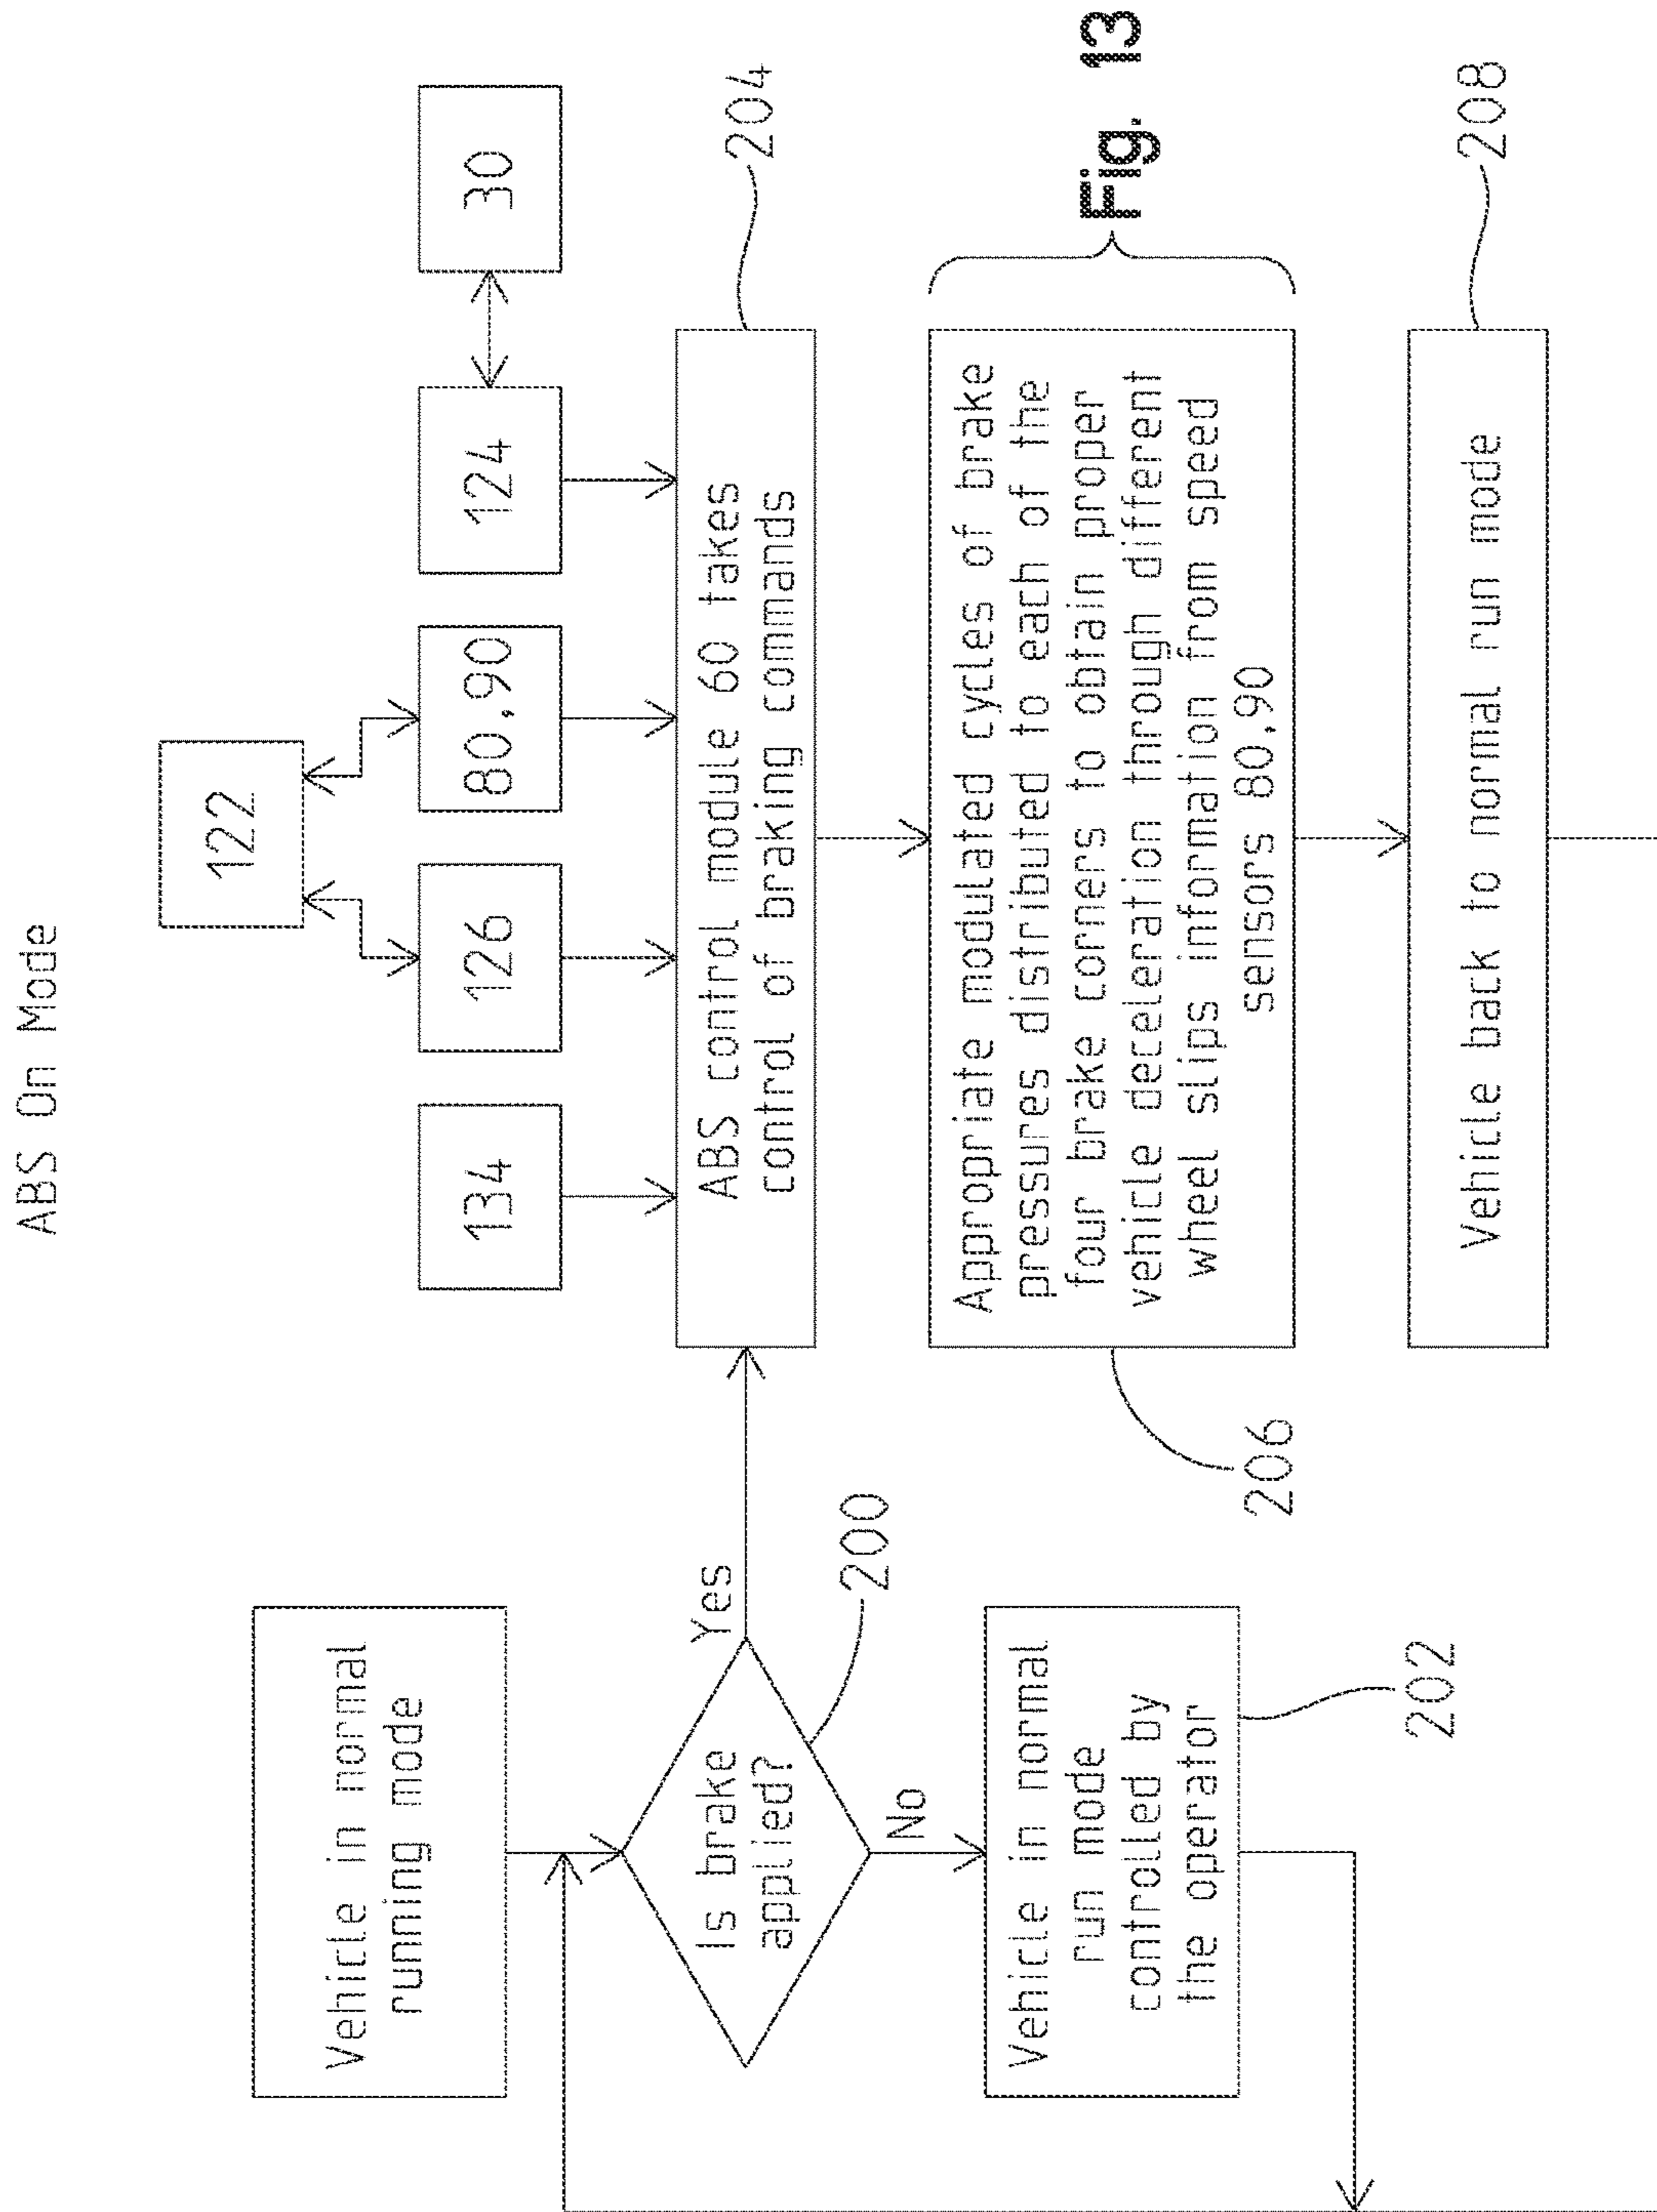 ABS On Mode
Vehicle in normal
running mode
Is brake
applied?
Yes
No
200
Vehicle in normal
run mode
controlled by
the operator
202
122
134
126
80,90
124
30
ABS control module 60 takes
control of braking commands
204
Appropriate modulated cycles of brake
pressures distributed to each of the
four brake corners to obtain proper
vehicle deceleration through different
wheel slips information from speed
sensors 80,90
206
Fig. 13
Vehicle back to normal run mode
208